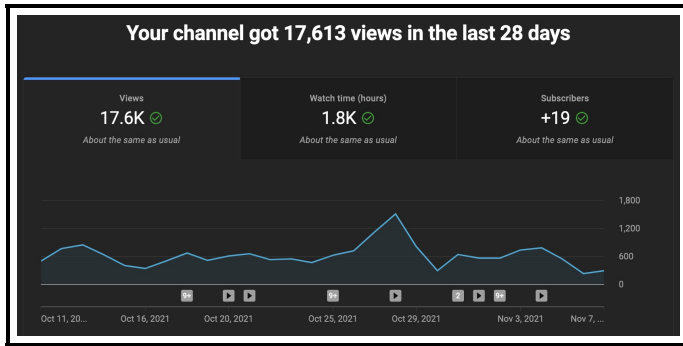 Your channel got 17,613 views in the last 28 days
Views
17.6K
About the same as usual
Watch time (hours)
1.8K
About the same as usual
Subscribers
+19
About the same as usual
1,800
1,200
600
0
9+
9+
2
9+
Oct 11, 20...
Oct 16, 2021
Oct 20, 2021
Oct 25, 2021
Oct 29, 2021
Nov 3, 2021
Nov 7, ...